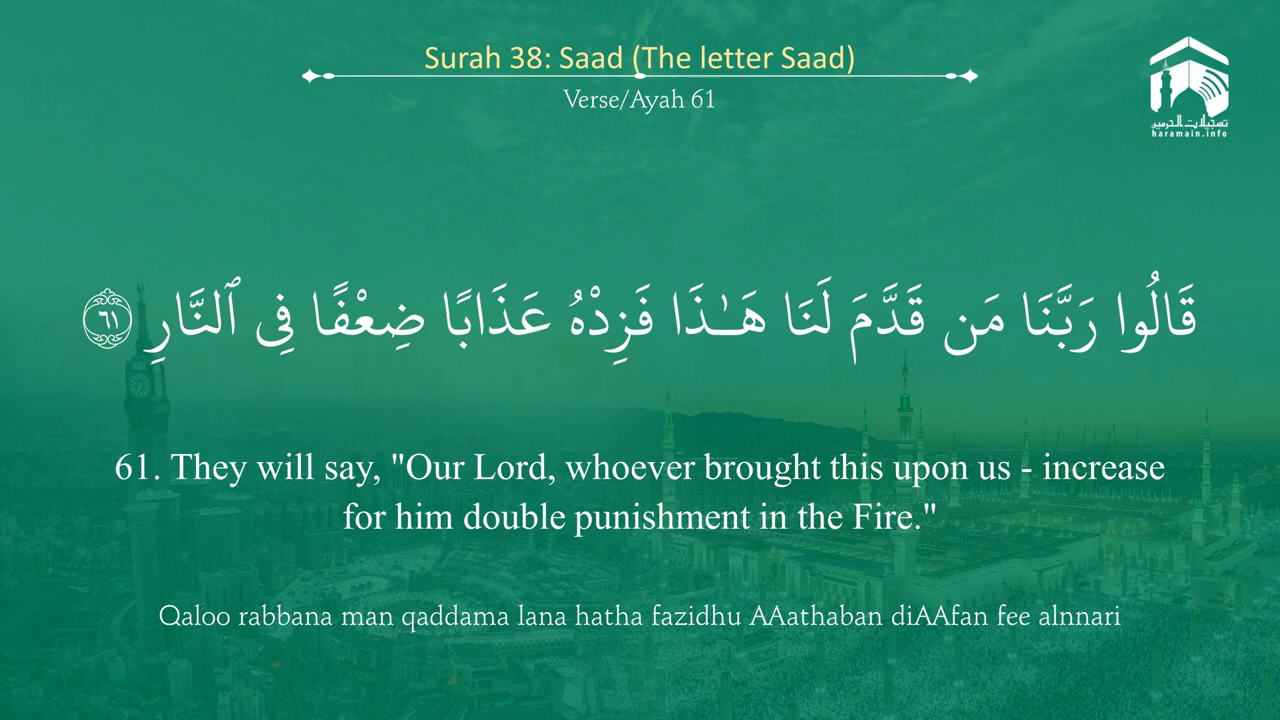 Surah 38: Saad (The letter Saad)
Verse/Ayah 61
تسجيلات الحرمين
haramain.info
قَالُوا رَبَّنَا مَن قَدَّمَ لَنَا هَـٰذَا فَزِدْهُ عَذَابًا ضِعْفًا فِي ٱلنَّارِ ٦١
61. They will say, "Our Lord, whoever brought this upon us - increase
for him double punishment in the Fire."
Qaloo rabbana man qaddama lana hatha fazidhu AAathaban diAAfan fee alnnari